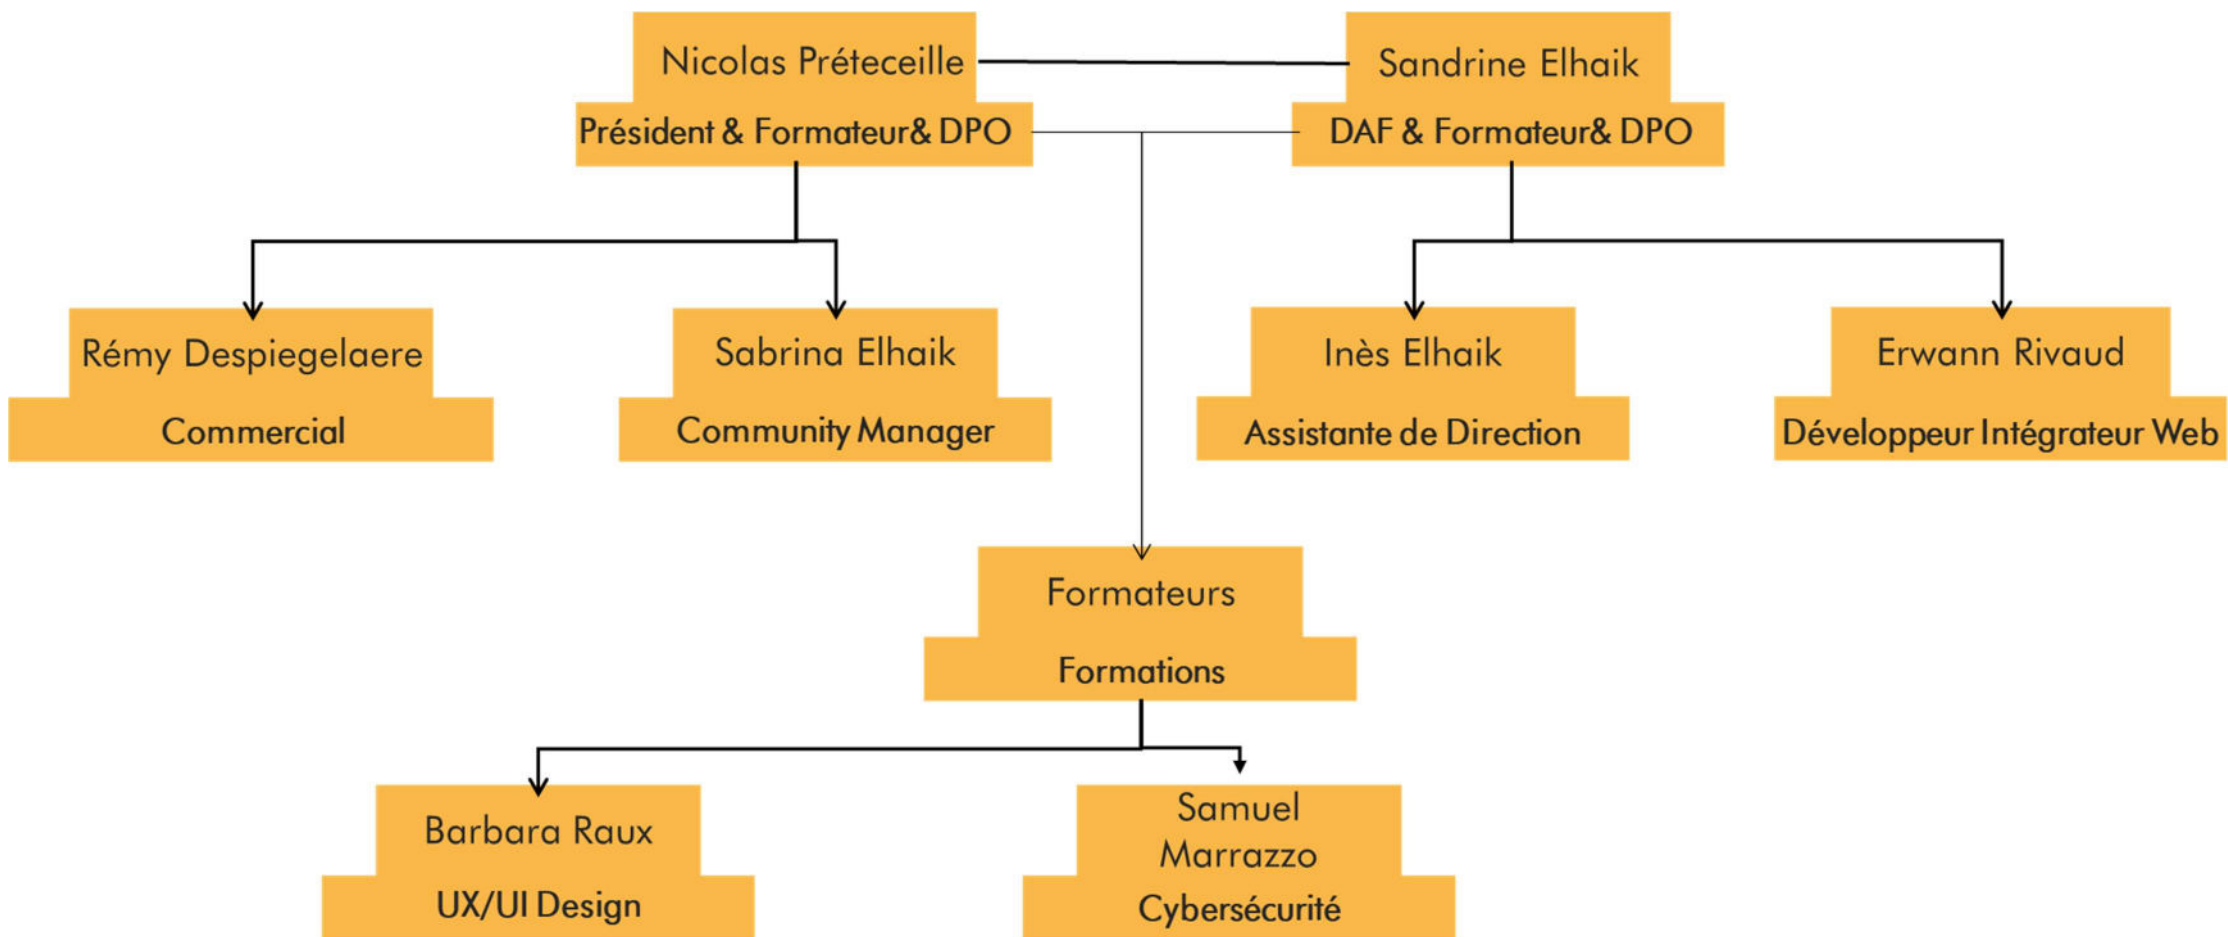 Nicolas Préteceille
Président & Formateur& DPO
Sandrine Elhaik
DAF & Formateur& DPO
Rémy Despiegelaere
Commercial
Sabrina Elhaik
Community Manager
Inès Elhaik
Assistante de Direction
Erwann Rivaud
Développeur Intégrateur Web
Formateurs
Formations
Barbara Raux
UX/UI Design
Samuel
Marrazzo
Cybersécurité